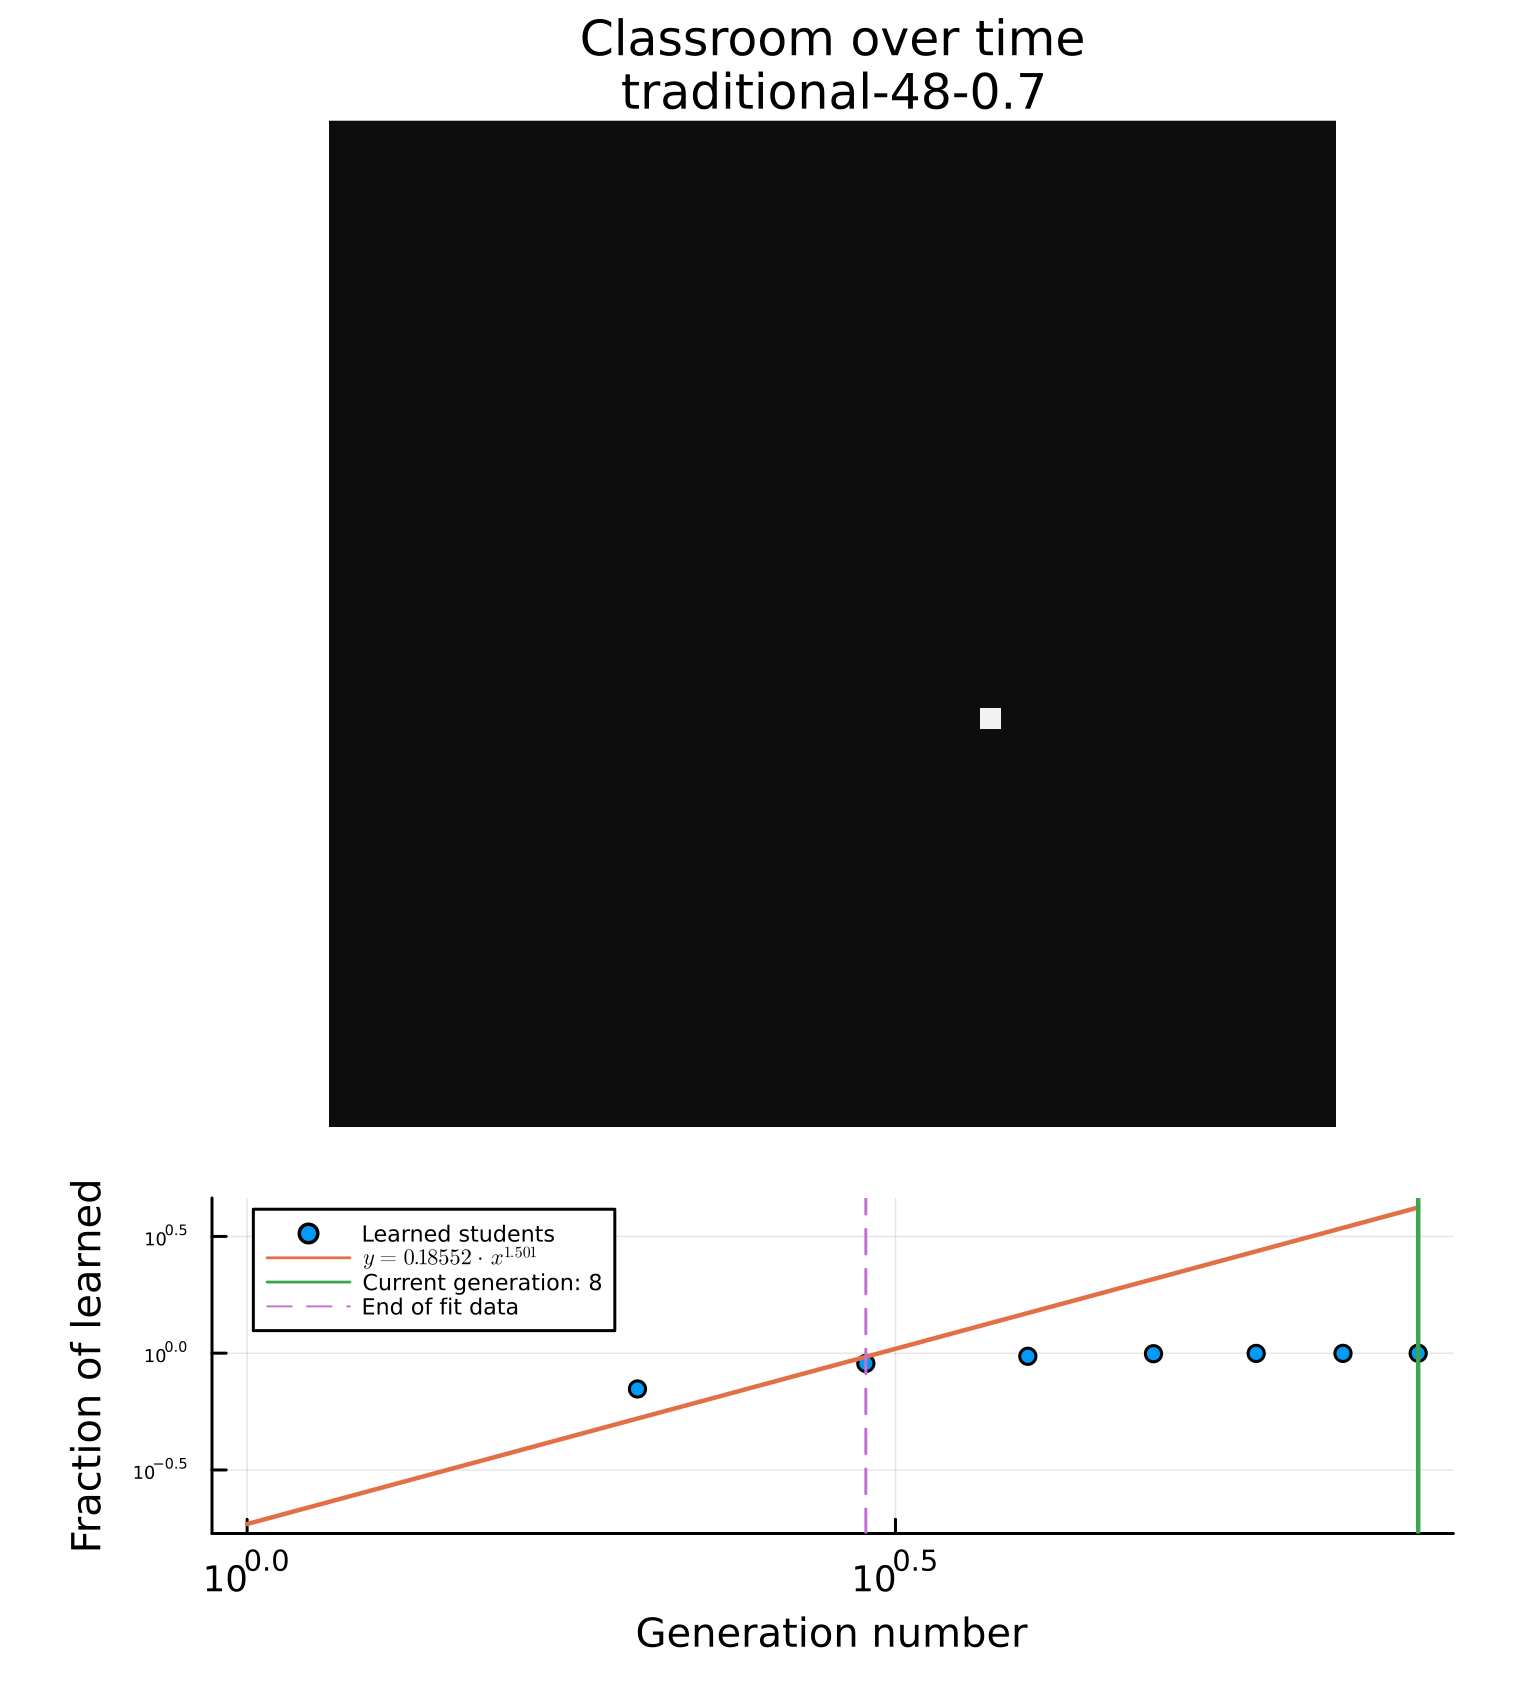 Classroom over time
traditional-48-0.7
Fraction of learned
10^0.5
10^0.0
10^−0.5
Learned students
y = 0.18552 · x^1.501
Current generation: 8
End of fit data
10^0.0
10^0.5
Generation number